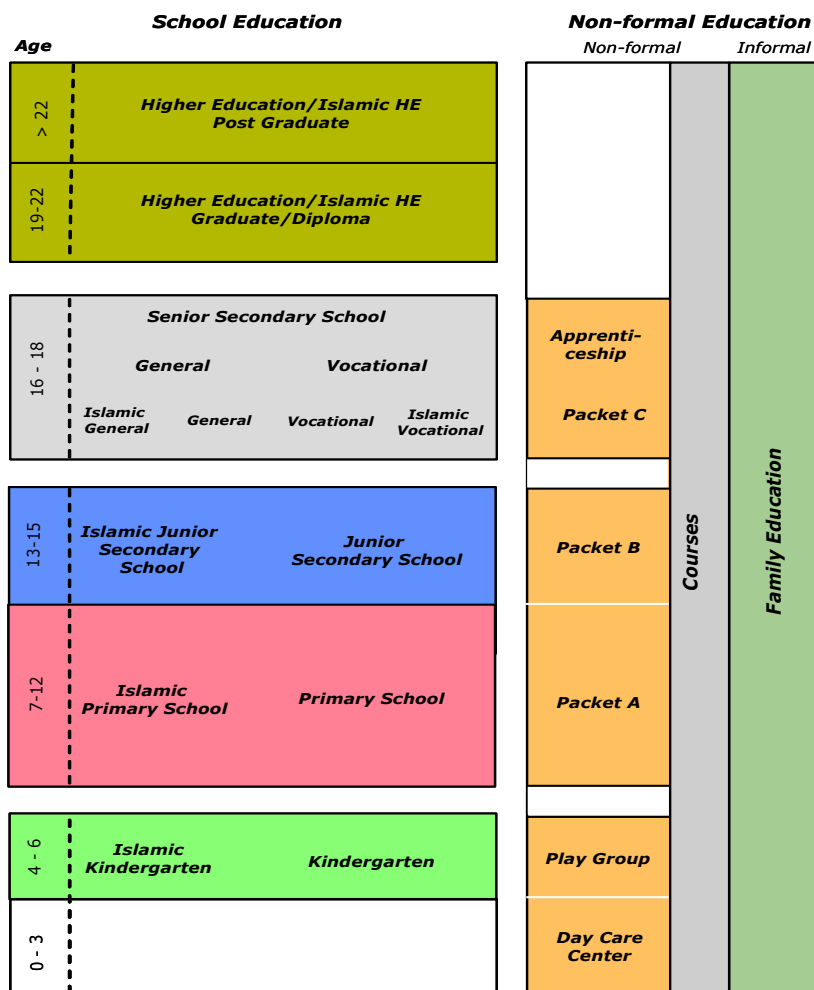 School Education
Non-formal Education
Age
Non-formal
Informal
> 22
Higher Education/Islamic HE
Post Graduate
19-22
Higher Education/Islamic HE
Graduate/Diploma
16 - 18
Senior Secondary School
General
Vocational
Islamic
General
General
Vocational
Islamic
Vocational
Apprenti-
ceship
Packet C
13-15
Islamic Junior
Secondary
School
Junior
Secondary School
Packet B
7-12
Islamic
Primary School
Primary School
Packet A
4 - 6
Islamic
Kindergarten
Kindergarten
Play Group
0 - 3
Day Care
Center
Courses
Family Education